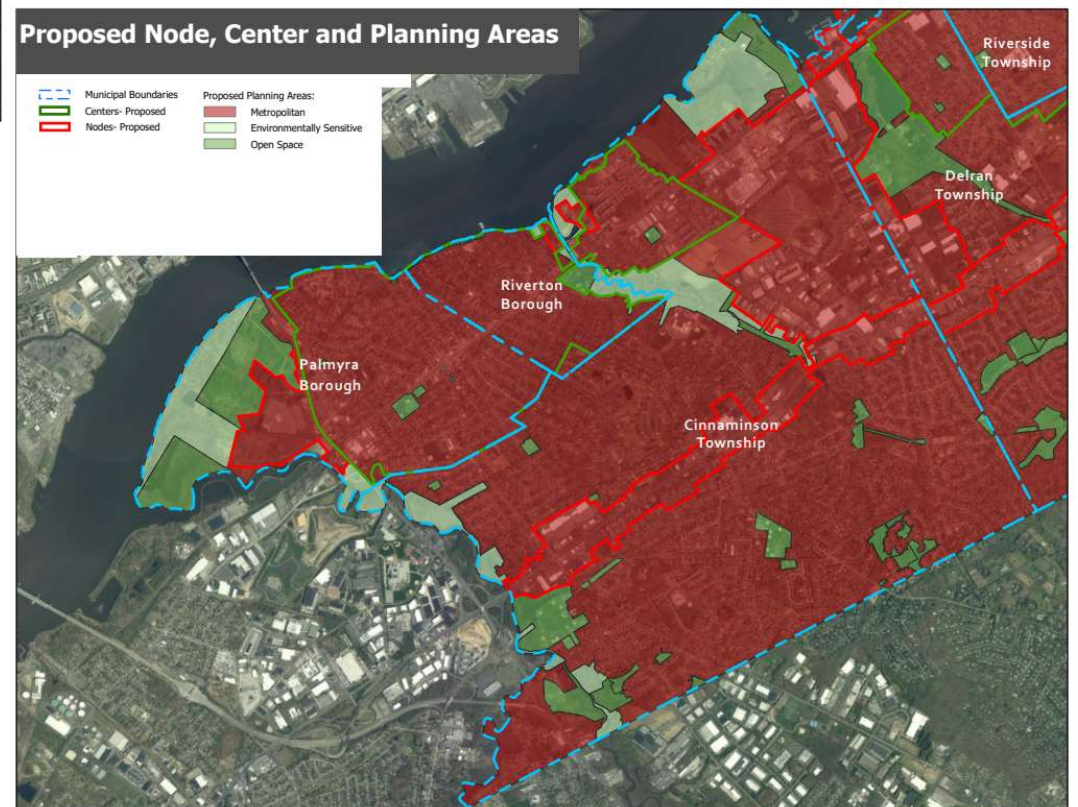 Proposed Node, Center and Planning Areas
Municipal Boundaries
Centers- Proposed
Nodes- Proposed
Proposed Planning Areas:
Metropolitan
Environmentally Sensitive
Open Space
Riverside
Township
Delran
Township
Riverton
Borough
Palmyra
Borough
Cinnaminson
Township